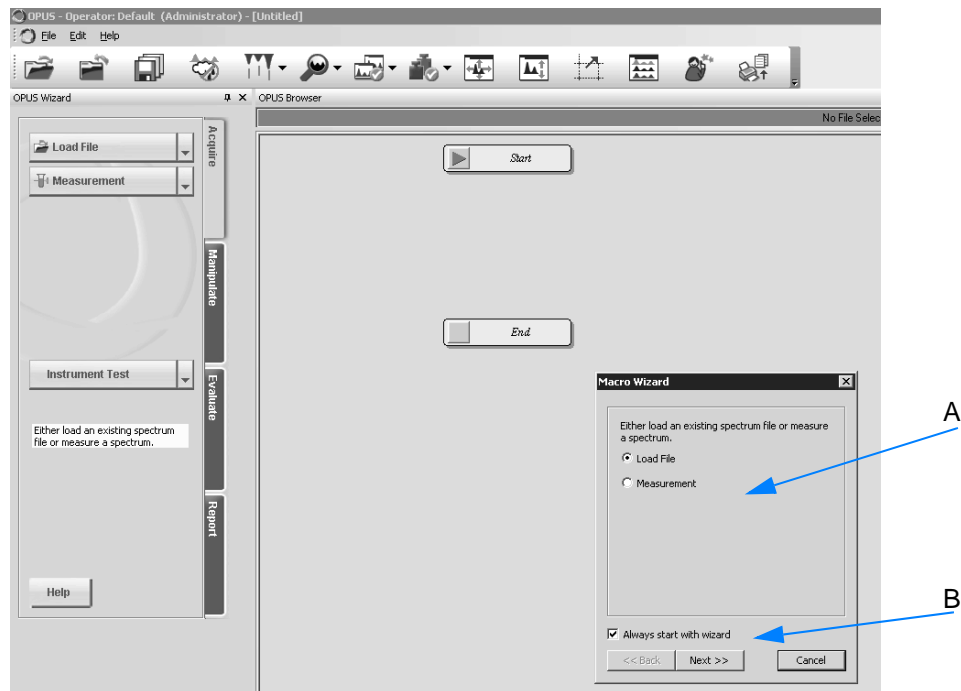 OPUS - Operator: Default (Administrator) - [Untitled]
File Edit Help
OPUS Wizard
OPUS Browser
No File Selec
Load File
Measurement
Acquire
Manipulate
Evaluate
Report
Instrument Test
Either load an existing spectrum
file or measure a spectrum.
Help
Start
End
Macro Wizard
Either load an existing spectrum file or measure
a spectrum.
Load File
Measurement
Always start with wizard
<< Back Next >> Cancel
A
B